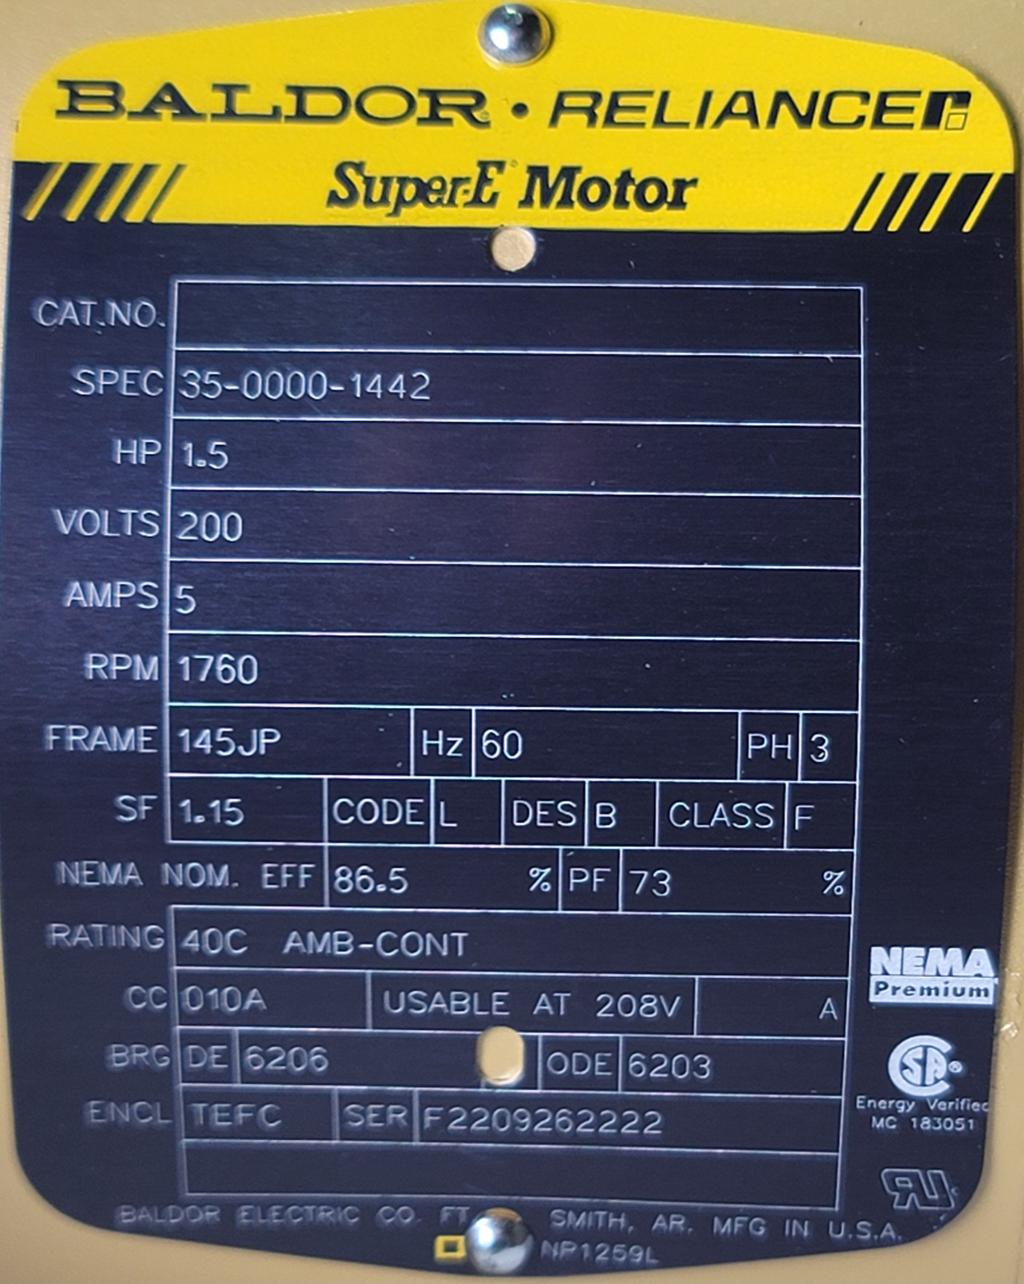 BALDOR • RELIANCE
Super-E Motor
CAT.NO.
SPEC 35-0000-1442
HP 1.5
VOLTS 200
AMPS 5
RPM 1760
FRAME 145JP Hz 60 PH 3
SF 1.15 CODE L DES B CLASS F
NEMA NOM. EFF 86.5 % PF 73 %
RATING 40C AMB-CONT
CC 010A USABLE AT 208V A
BRG DE 6206 ODE 6203
ENCL TEFC SER F2209262222
NEMA
Premium
SA®
Energy Verified
MC 183051
RU
BALDOR ELECTRIC CO. FT. SMITH, AR. MFG IN U.S.A.
NP1259L